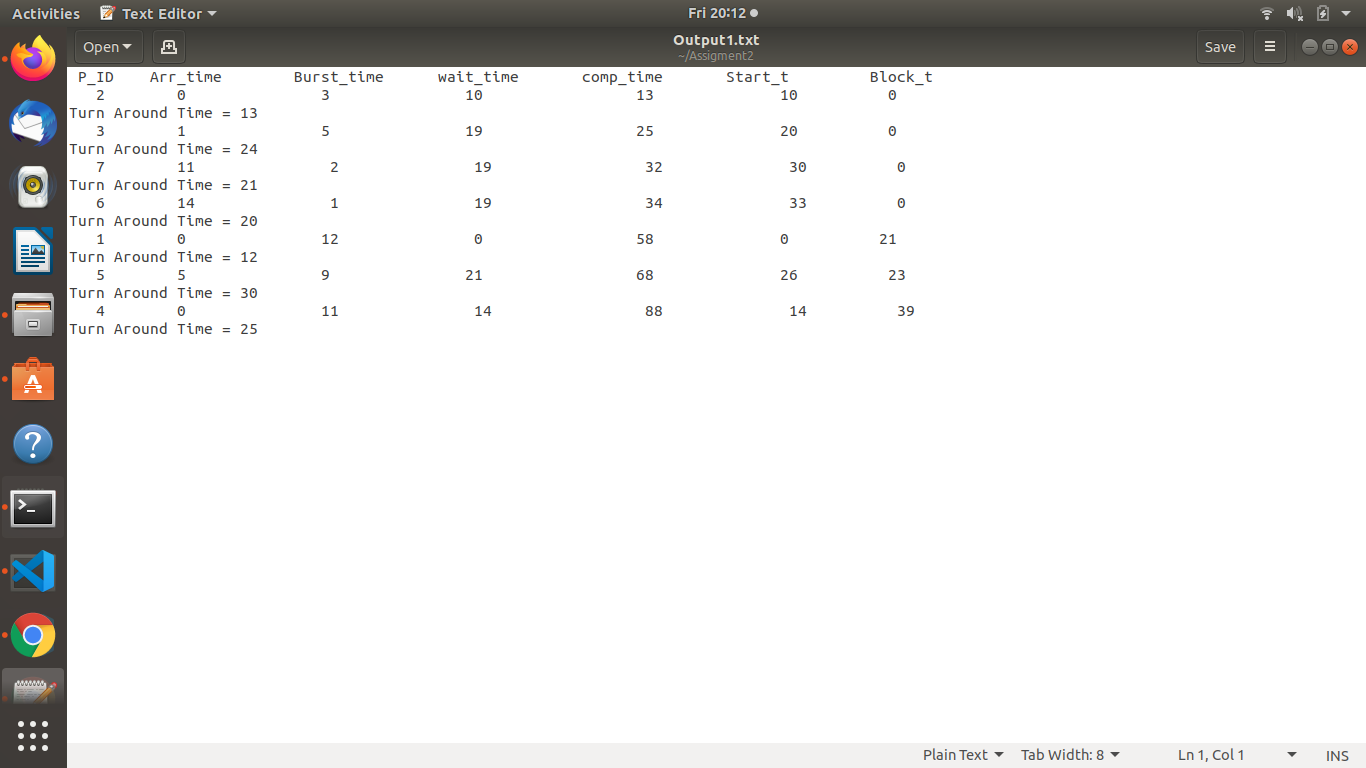 Activities Text Editor Fri 20:12
Open Output1.txt Save
~/Assigment2
P_ID Arr_time Burst_time wait_time comp_time Start_t Block_t
2 0 3 10 13 10 0
Turn Around Time = 13
3 1 5 19 25 20 0
Turn Around Time = 24
7 11 2 19 32 30 0
Turn Around Time = 21
6 14 1 19 34 33 0
Turn Around Time = 20
1 0 12 0 58 0 21
Turn Around Time = 12
5 5 9 21 68 26 23
Turn Around Time = 30
4 0 11 14 88 14 39
Turn Around Time = 25
Plain Text Tab Width: 8 Ln 1, Col 1 INS